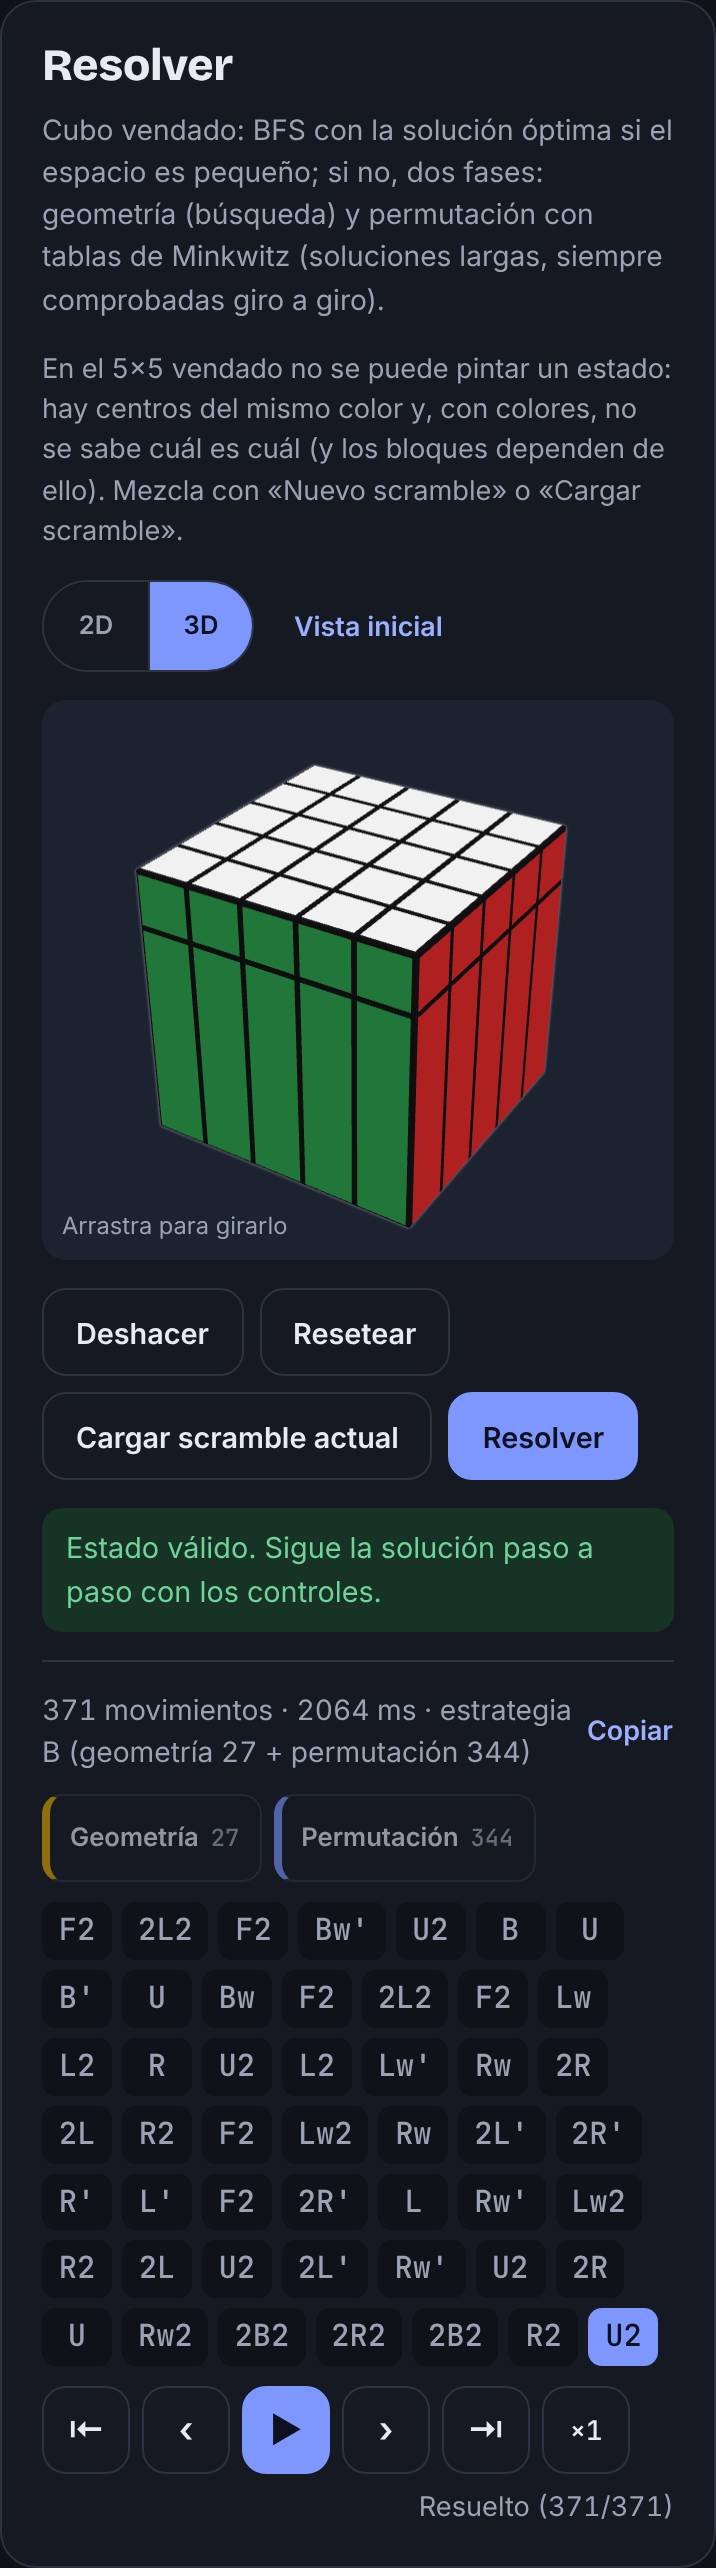 Resolver
Cubo vendado: BFS con la solución óptima si el
espacio es pequeño; si no, dos fases:
geometría (búsqueda) y permutación con
tablas de Minkwitz (soluciones largas, siempre
comprobadas giro a giro).
En el 5×5 vendado no se puede pintar un estado:
hay centros del mismo color y, con colores, no
se sabe cuál es cuál (y los bloques dependen de
ello). Mezcla con «Nuevo scramble» o «Cargar
scramble».
2D 3D Vista inicial
Arrastra para girarlo
Deshacer Resetear
Cargar scramble actual Resolver
Estado válido. Sigue la solución paso a
paso con los controles.
371 movimientos · 2064 ms · estrategia
B (geometría 27 + permutación 344)
Copiar
Geometría 27 Permutación 344
F2 2L2 F2 Bw' U2 B U
B' U Bw F2 2L2 F2 Lw
L2 R U2 L2 Lw' Rw 2R
2L R2 F2 Lw2 Rw 2L' 2R'
R' L' F2 2R' L Rw' Lw2
R2 2L U2 2L' Rw' U2 2R
U Rw2 2B2 2R2 2B2 R2 U2
×1
Resuelto (371/371)